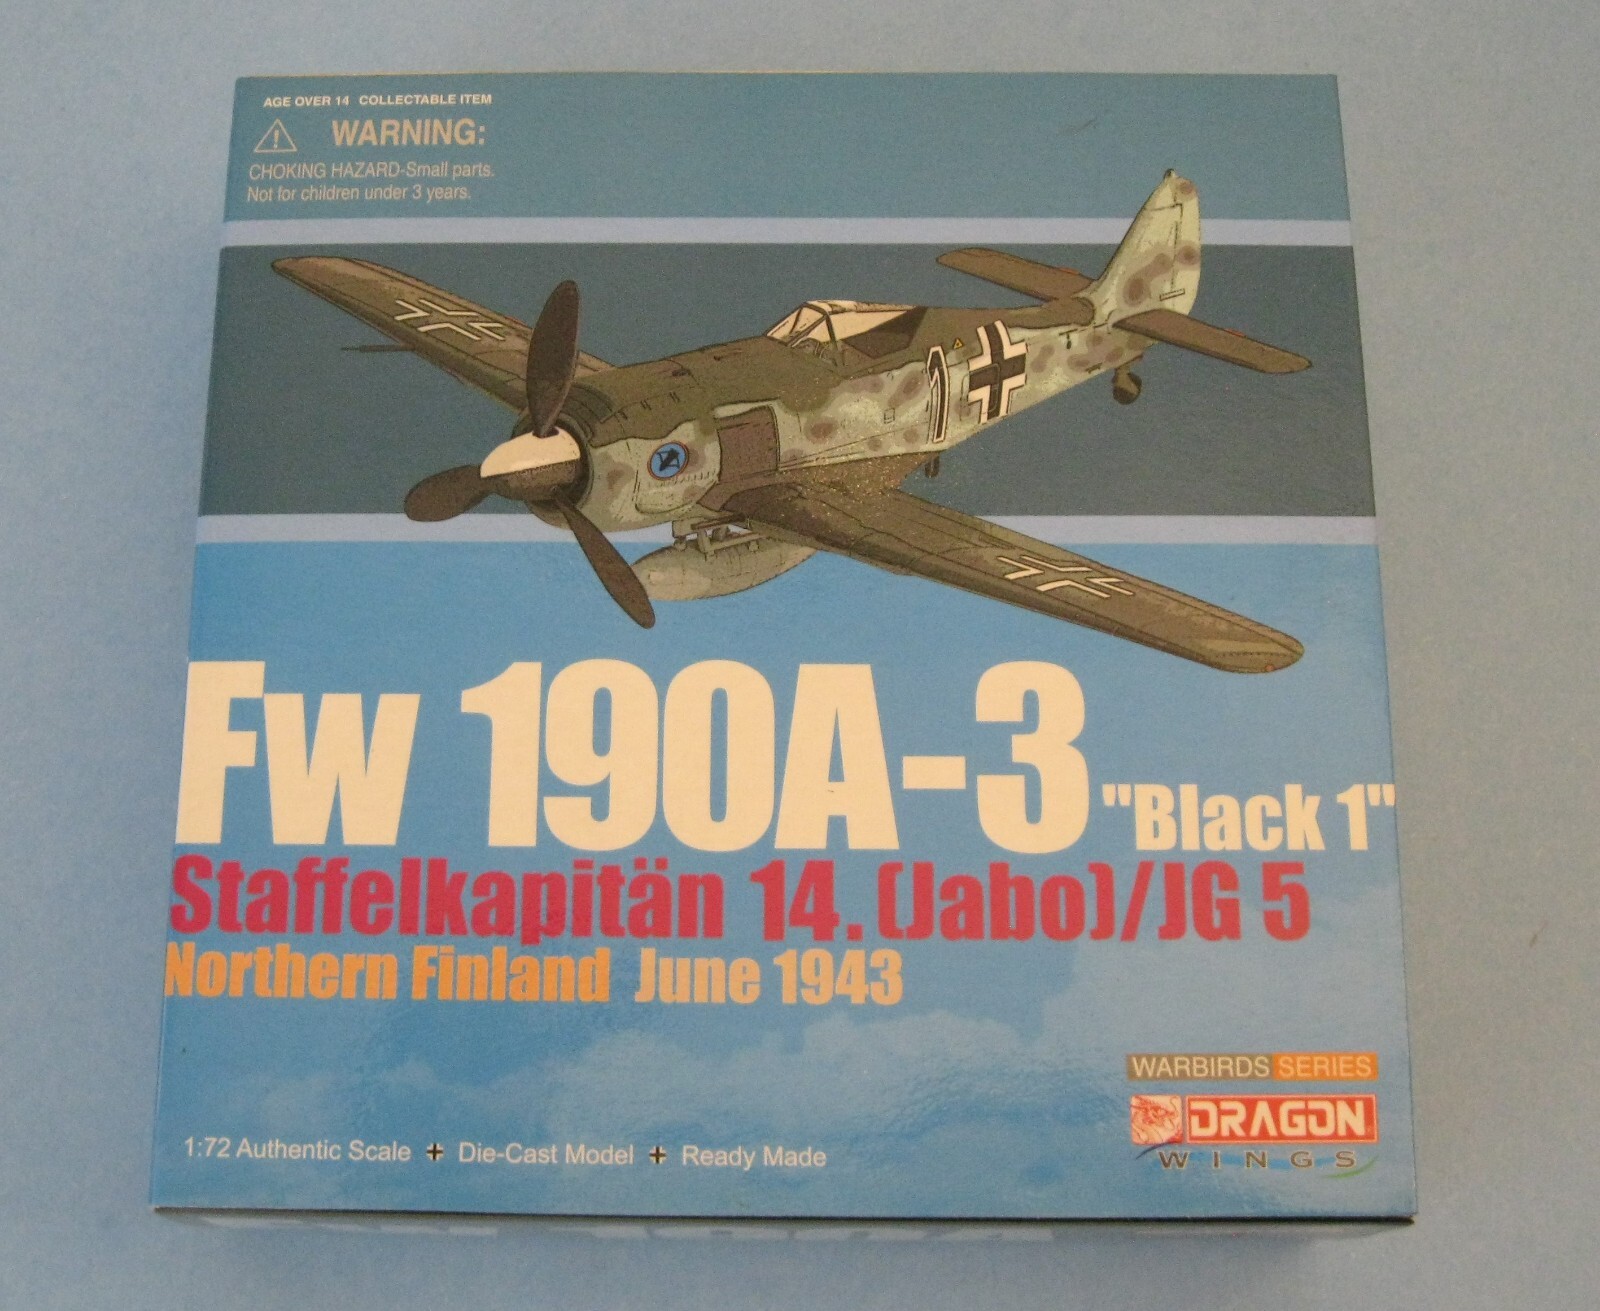 AGE OVER 14 COLLECTABLE ITEM
WARNING:
CHOKING HAZARD-Small parts.
Not for children under 3 years.
1
Fw 190A-3 "Black 1"
Staffelkapitän 14. (Jabo)/JG 5
Northern Finland June 1943
WARBIRDS SERIES
DRAGON
WINGS
1:72 Authentic Scale + Die-Cast Model + Ready Made